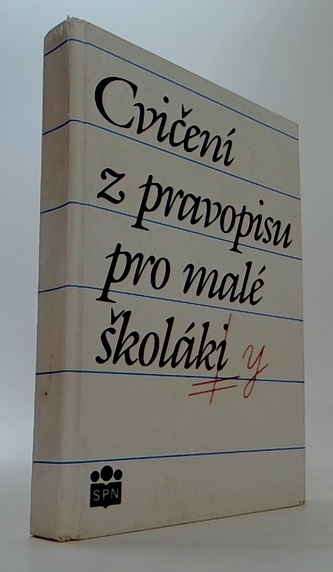 Cvičení
z pravopisu
pro malé
školáki y
SPN